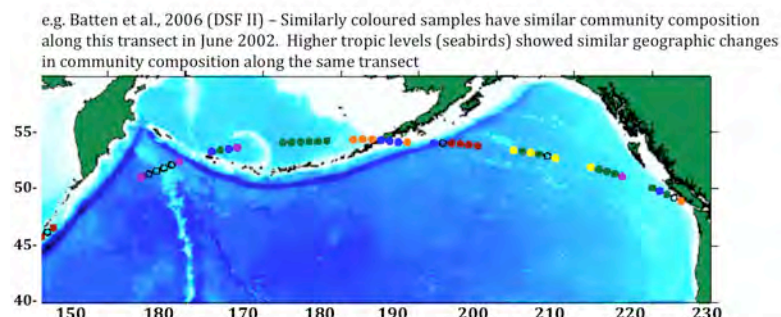 e.g. Batten et al., 2006 (DSF II) – Similarly coloured samples have similar community composition
along this transect in June 2002.  Higher tropic levels (seabirds) showed similar geographic changes
in community composition along the same transect
55-
50-
45-
40-
150 180 170 180 190 200 210 220 230